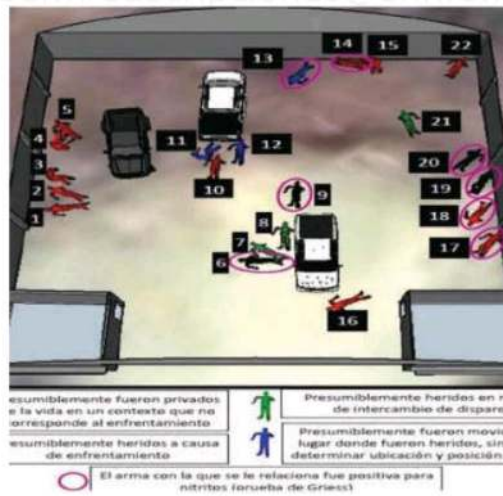 13
14
15
22
5
4
3
2
1
11
12
10
21
20
19
18
17
9
8
7
6
16
esumiblemente fueron privados
e la vida en un contexto que no
orresponde al enfrentamiento
Presumiblemente heridos en
de intercambio de dispar
esumiblemente heridos a causa
de enfrentamiento
Presumiblemente fueron movi
lugar donde fueron heridos, sin
determinar ubicación y posición
El arma con la que se le relaciona fue positiva para
nitritos (prueba de Griess)